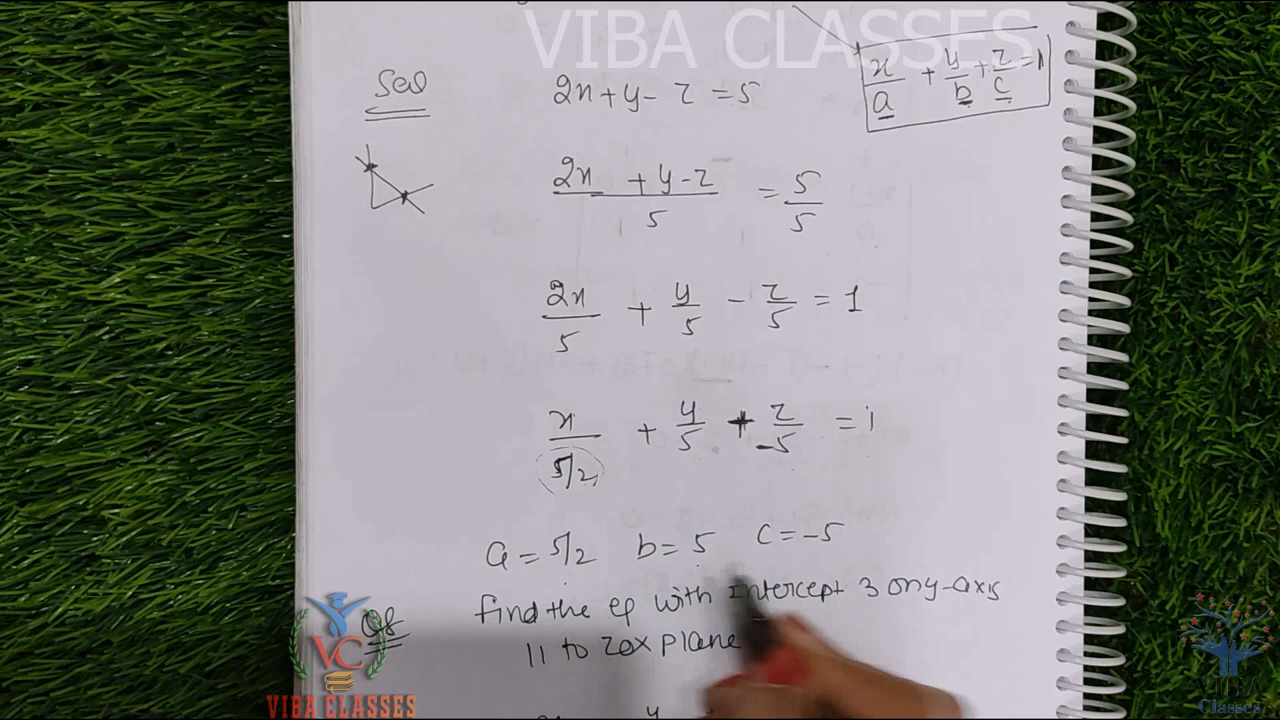 VIBA CLASSES
x/a + y/b + z/c = 1
Sol
2x + y - z = 5
2x + y - z / 5 = 5/5
2x/5 + y/5 - z/5 = 1
x/5/2 + y/5 + z/-5 = 1
a = 5/2 b = 5 c = -5
find the eq with Intercept 3 on y-axis
11 to zox plane
VC
VIBA CLASSES
VIBA
Classes